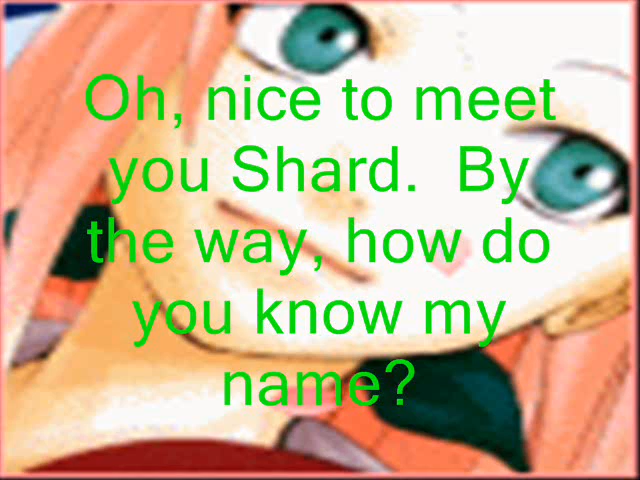 Oh, nice to meet
you Shard.  By
the way, how do
you know my
name?